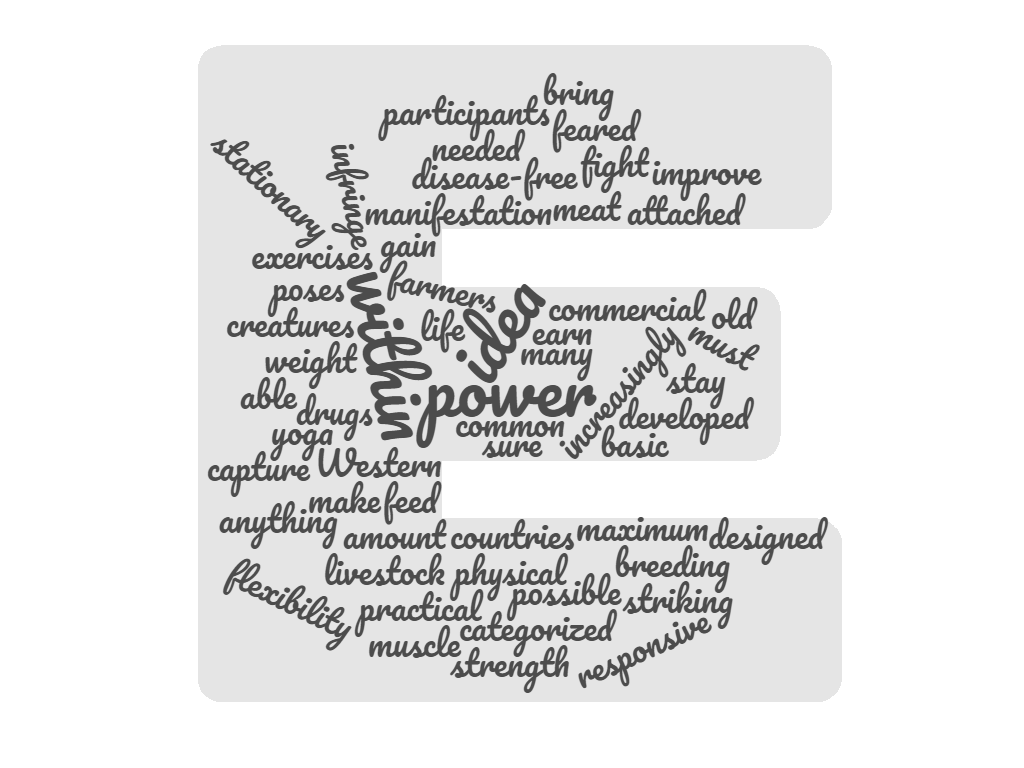 bring
participants
feared
stationary
infringe
needed
fight
disease-free
improve
manifestation
meat
attached
exercises
gain
poses
farmers
within
idea
commercial
old
creatures
life
earn
must
many
increasingly
weight
stay
able
power
drugs
developed
common
yoga
sure
basic
capture
Western
make
feed
anything
amount
countries
maximum
designed
flexibility
livestock
physical
breeding
possible
striking
practical
categorized
muscle
responsive
strength